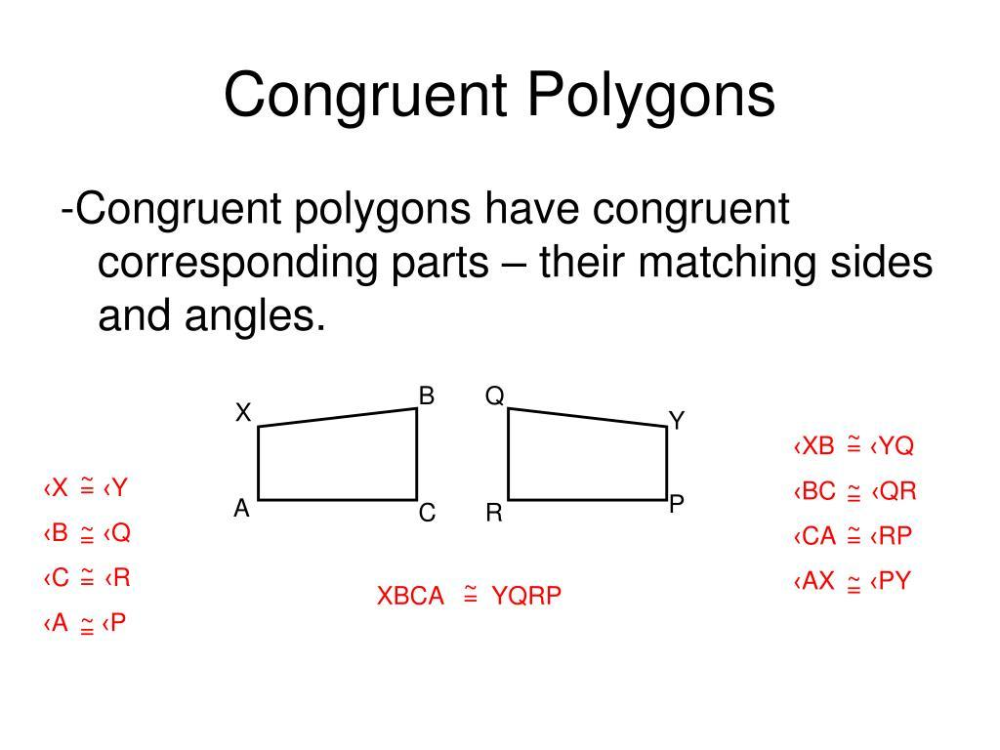 Congruent Polygons
-Congruent polygons have congruent
corresponding parts – their matching sides
and angles.
X
B
Q
Y
A
C
R
P
‹X ≅ ‹Y
‹B ≅ ‹Q
‹C ≅ ‹R
‹A ≅ ‹P
XBCA ≅ YQRP
‹XB ≅ ‹YQ
‹BC ≅ ‹QR
‹CA ≅ ‹RP
‹AX ≅ ‹PY